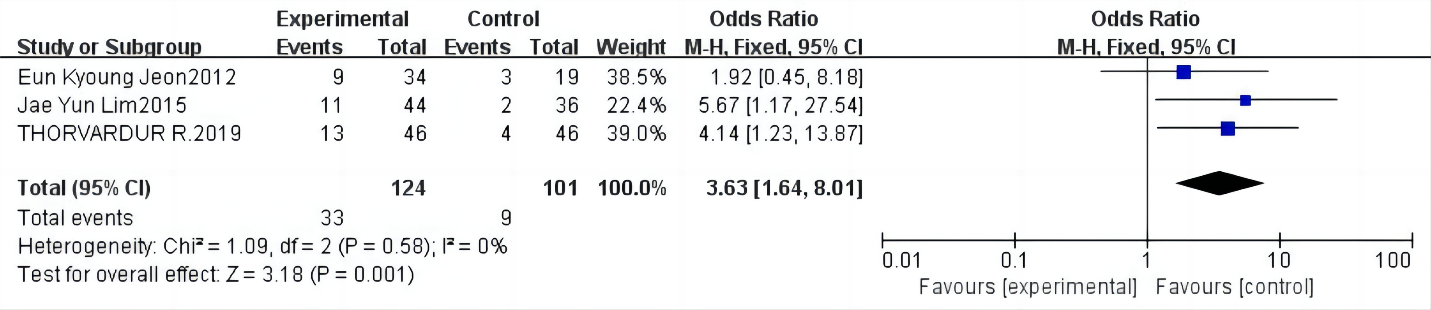 Experimental Control Odds Ratio Odds Ratio
Study or Subgroup Events Total Events Total Weight M-H, Fixed, 95% CI M-H, Fixed, 95% CI
Eun Kyoung Jeon2012 9 34 3 19 38.5% 1.92 [0.45, 8.18]
Jae Yun Lim2015 11 44 2 36 22.4% 5.67 [1.17, 27.54]
THORVARDUR R.2019 13 46 4 46 39.0% 4.14 [1.23, 13.87]
Total (95% CI) 124 101 100.0% 3.63 [1.64, 8.01]
Total events 33 9
Heterogeneity: Chi² = 1.09, df = 2 (P = 0.58); I² = 0%
Test for overall effect: Z = 3.18 (P = 0.001)
0.01 0.1 1 10 100
Favours [experimental] Favours [control]